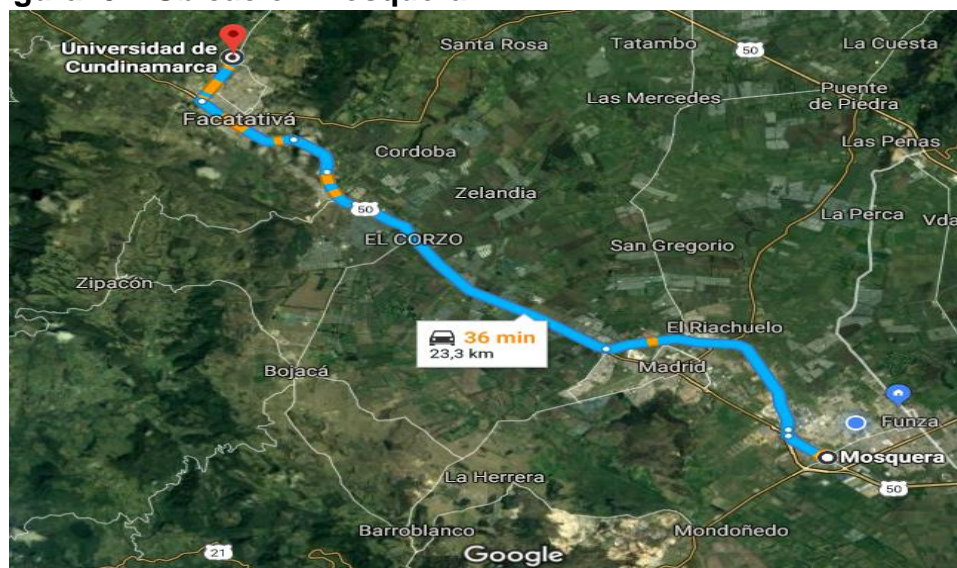 Universidad de
Cundinamarca
Santa Rosa
Tatambo
50
La Cuesta
Las Mercedes
Puente
de Piedra
Facatativá
Cordoba
Las Peñas
Zelandia
50
La Perca
Vda
EL CORZO
San Gregorio
Zipacón
36 min
23,3 km
El Riachuelo
Bojacá
Madrid
Funza
Mosquera
La Herrera
50
Barroblanco
Mondoñedo
21
Google